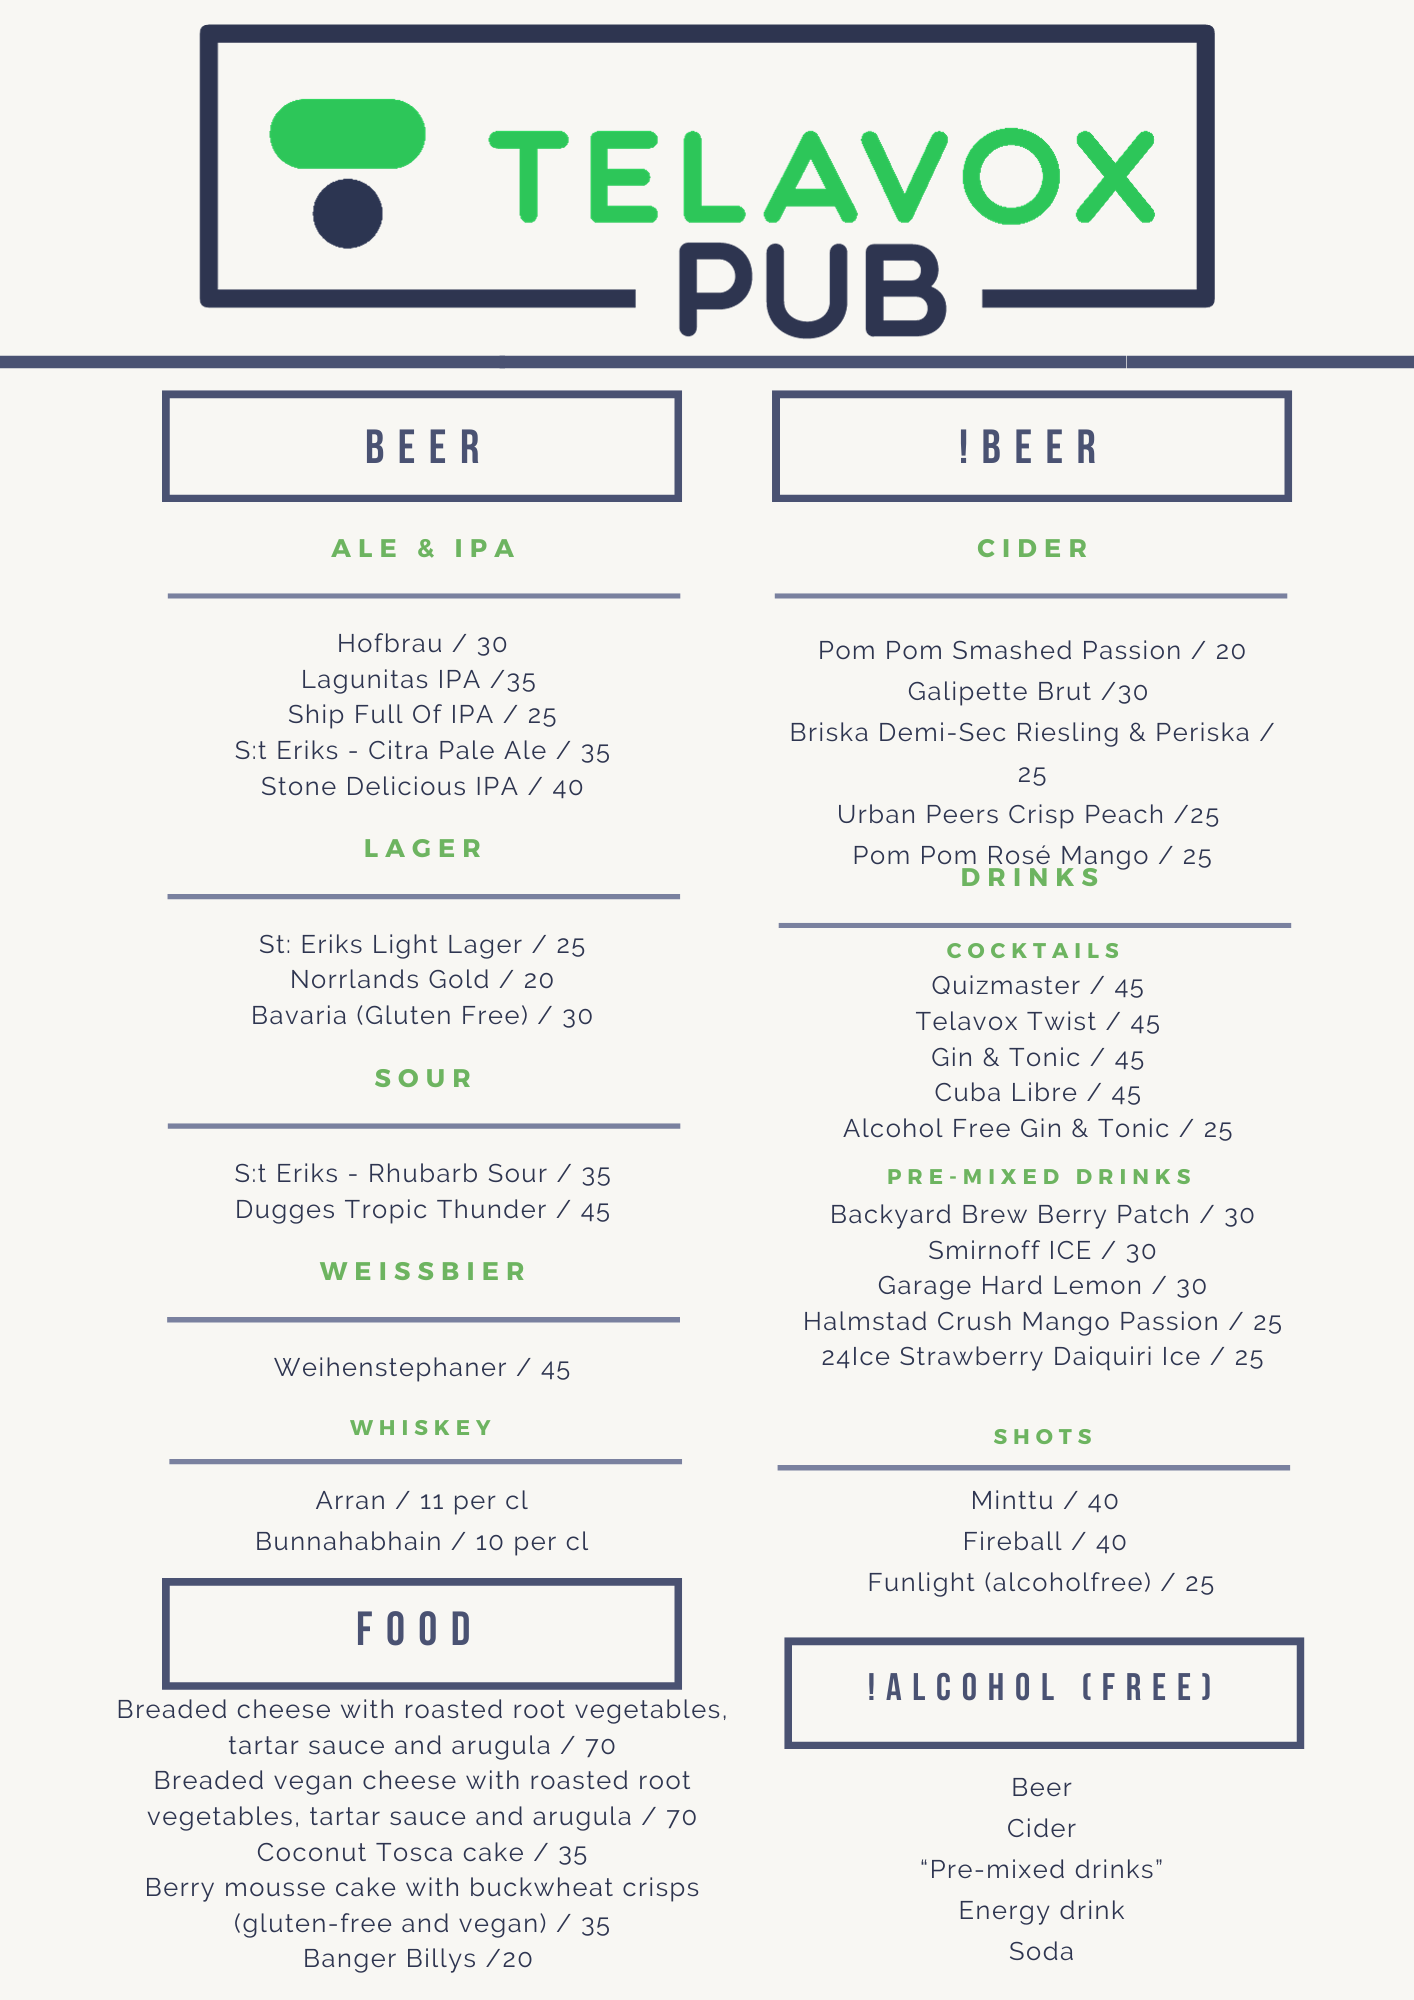 TELAVOX
PUB
BEER
ALE & IPA
Hofbrau / 30
Lagunitas IPA /35
Ship Full Of IPA / 25
S:t Eriks - Citra Pale Ale / 35
Stone Delicious IPA / 40
LAGER
St: Eriks Light Lager / 25
Norrlands Gold / 20
Bavaria (Gluten Free) / 30
SOUR
S:t Eriks - Rhubarb Sour / 35
Dugges Tropic Thunder / 45
WEISSBIER
Weihenstephaner / 45
WHISKEY
Arran / 11 per cl
Bunnahabhain / 10 per cl
FOOD
Breaded cheese with roasted root vegetables,
tartar sauce and arugula / 70
Breaded vegan cheese with roasted root
vegetables, tartar sauce and arugula / 70
Coconut Tosca cake / 35
Berry mousse cake with buckwheat crisps
(gluten-free and vegan) / 35
Banger Billys /20
!BEER
CIDER
Pom Pom Smashed Passion / 20
Galipette Brut /30
Briska Demi-Sec Riesling & Periska /
25
Urban Peers Crisp Peach /25
Pom Pom Rosé Mango / 25
DRINKS
COCKTAILS
Quizmaster / 45
Telavox Twist / 45
Gin & Tonic / 45
Cuba Libre / 45
Alcohol Free Gin & Tonic / 25
PRE-MIXED DRINKS
Backyard Brew Berry Patch / 30
Smirnoff ICE / 30
Garage Hard Lemon / 30
Halmstad Crush Mango Passion / 25
24Ice Strawberry Daiquiri Ice / 25
SHOTS
Minttu / 40
Fireball / 40
Funlight (alcoholfree) / 25
!ALCOHOL (FREE)
Beer
Cider
“Pre-mixed drinks”
Energy drink
Soda